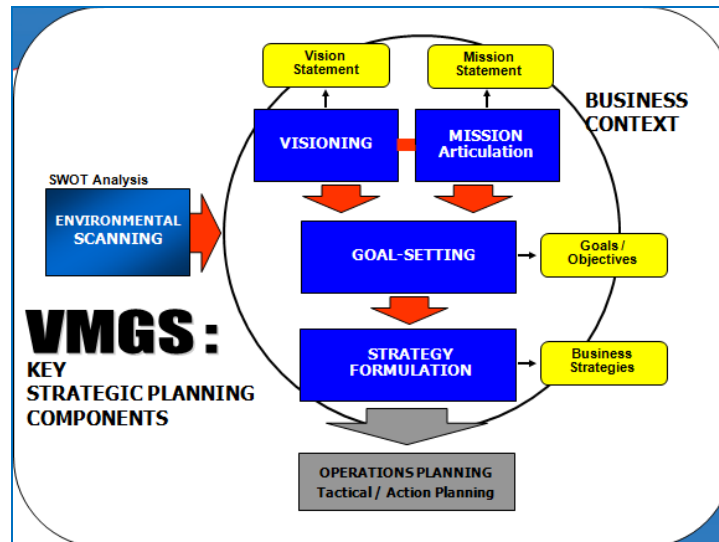 Vision
Statement
Mission
Statement
BUSINESS
CONTEXT
VISIONING
MISSION
Articulation
SWOT Analysis
ENVIRONMENTAL
SCANNING
GOAL-SETTING
Goals /
Objectives
VMGS :
KEY
STRATEGIC PLANNING
COMPONENTS
STRATEGY
FORMULATION
Business
Strategies
OPERATIONS PLANNING
Tactical / Action Planning